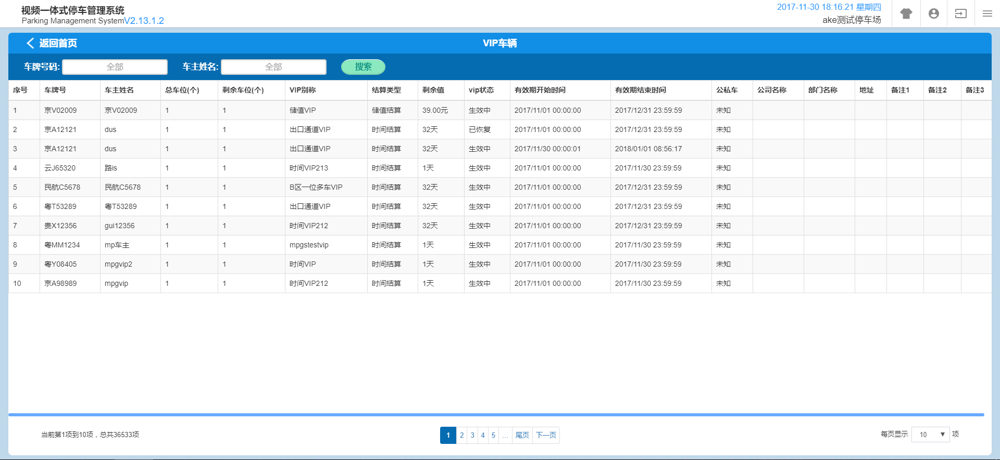 视频一体式停车管理系统
Parking Management SystemV2.13.1.2
2017-11-30 18:16:21 星期四
ake测试停车场
返回首页
VIP车辆
车牌号码: 全部 车主姓名: 全部 搜索
序号 车牌号 车主姓名 总车位(个) 剩余车位(个) VIP别称 结算类型 剩余值 vip状态 有效期开始时间 有效期结束时间 公私车 公司名称 部门名称 地址 备注1 备注2 备注3
1 京V02009 京V02009 1 1 储值VIP 储值结算 39.00元 生效中 2017/11/01 00:00:00 2017/12/31 23:59:59 未知
2 京A12121 dus 1 1 出口通道VIP 时间结算 32天 已恢复 2017/11/01 00:00:00 2017/12/31 23:59:59 未知
3 京A12121 dus 1 1 出口通道VIP 时间结算 32天 生效中 2017/11/30 00:00:01 2018/01/01 08:56:17 未知
4 云J65320 路is 1 1 时间VIP213 时间结算 1天 生效中 2017/11/01 00:00:00 2017/11/30 23:59:59 未知
5 民航C5678 民航C5678 1 1 B区一位多车VIP 时间结算 32天 生效中 2017/11/01 00:00:00 2017/12/31 23:59:59 未知
6 粤T53289 粤T53289 1 1 出口通道VIP 时间结算 32天 生效中 2017/11/01 00:00:00 2017/12/31 23:59:59 未知
7 贵X12356 gui12356 1 1 时间VIP212 时间结算 32天 生效中 2017/11/01 00:00:00 2017/12/31 23:59:59 未知
8 粤MM1234 mp车主 1 1 mpgstestvip 时间结算 1天 生效中 2017/11/01 00:00:00 2017/11/30 23:59:59 未知
9 粤Y08405 mpgvip2 1 1 时间VIP 时间结算 1天 生效中 2017/11/01 00:00:00 2017/11/30 23:59:59 未知
10 京A98989 mpgvip 1 1 时间VIP212 时间结算 1天 生效中 2017/11/01 00:00:00 2017/11/30 23:59:59 未知
当前第1项到10项，总共36533项
1 2 3 4 5 ... 尾页 下一页
每页显示 10 ▼ 项